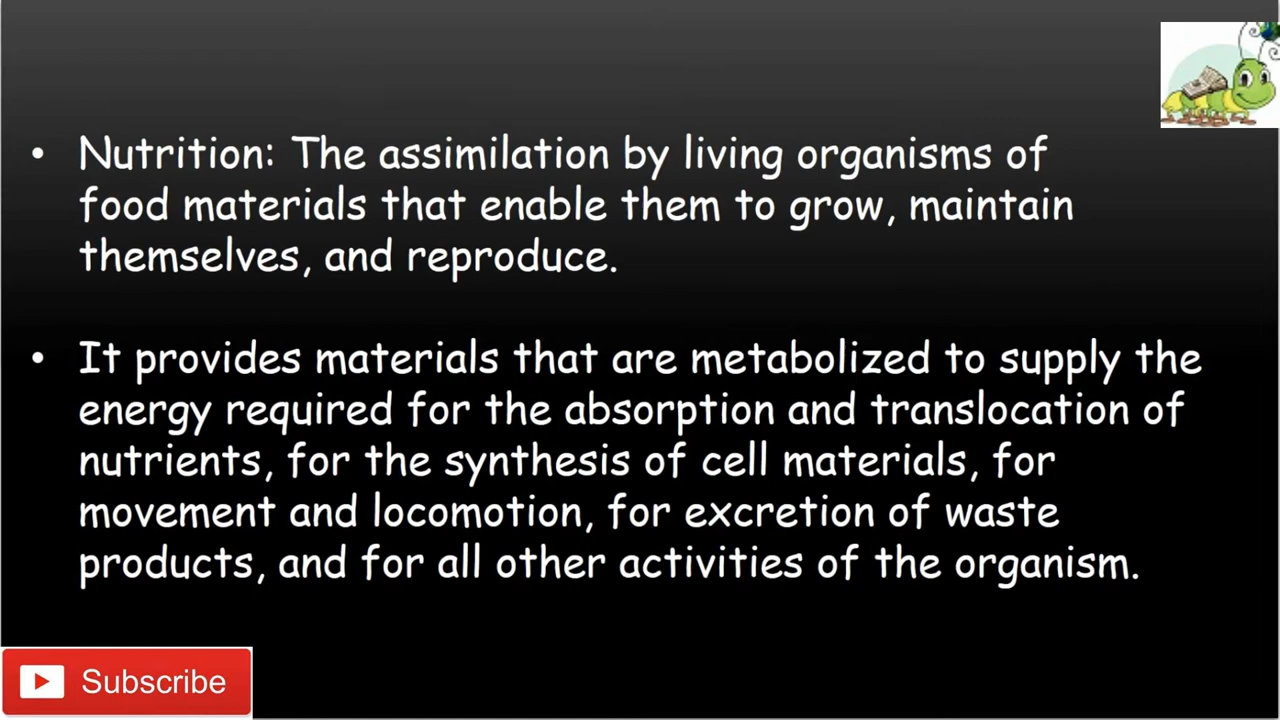 • Nutrition: The assimilation by living organisms of
food materials that enable them to grow, maintain
themselves, and reproduce.
• It provides materials that are metabolized to supply the
energy required for the absorption and translocation of
nutrients, for the synthesis of cell materials, for
movement and locomotion, for excretion of waste
products, and for all other activities of the organism.
Subscribe